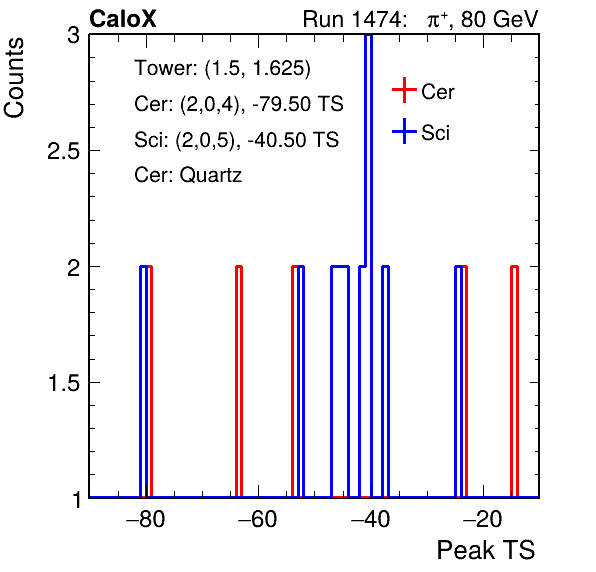 CaloX Run 1474: π⁺, 80 GeV
Counts
3
2.5
2
1.5
1
Tower: (1.5, 1.625)
Cer: (2,0,4), -79.50 TS
Sci: (2,0,5), -40.50 TS
Cer: Quartz
Cer
Sci
−80 −60 −40 −20
Peak TS